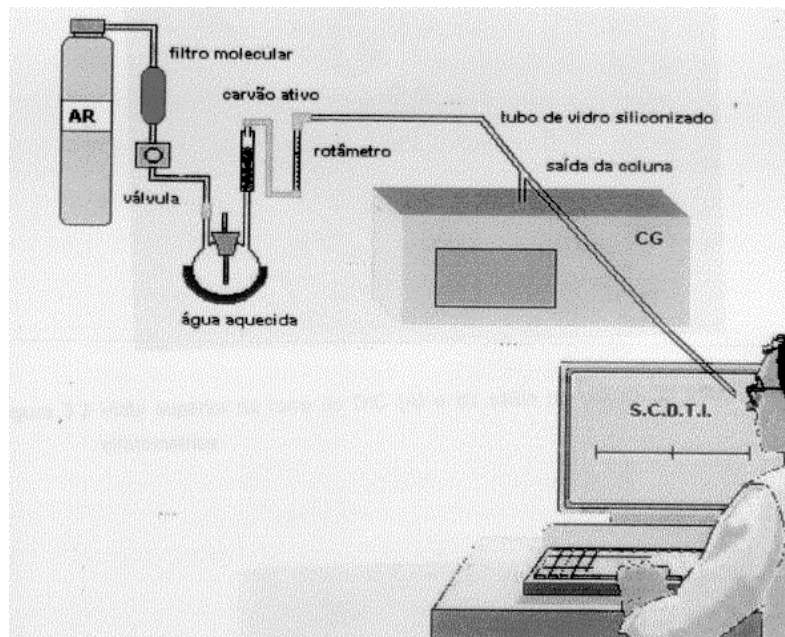 filtro molecular
AR
carvão ativo
tubo de vidro siliconizado
rotâmetro
saída da coluna
válvula
CG
água aquecida
S.C.D.T.I.